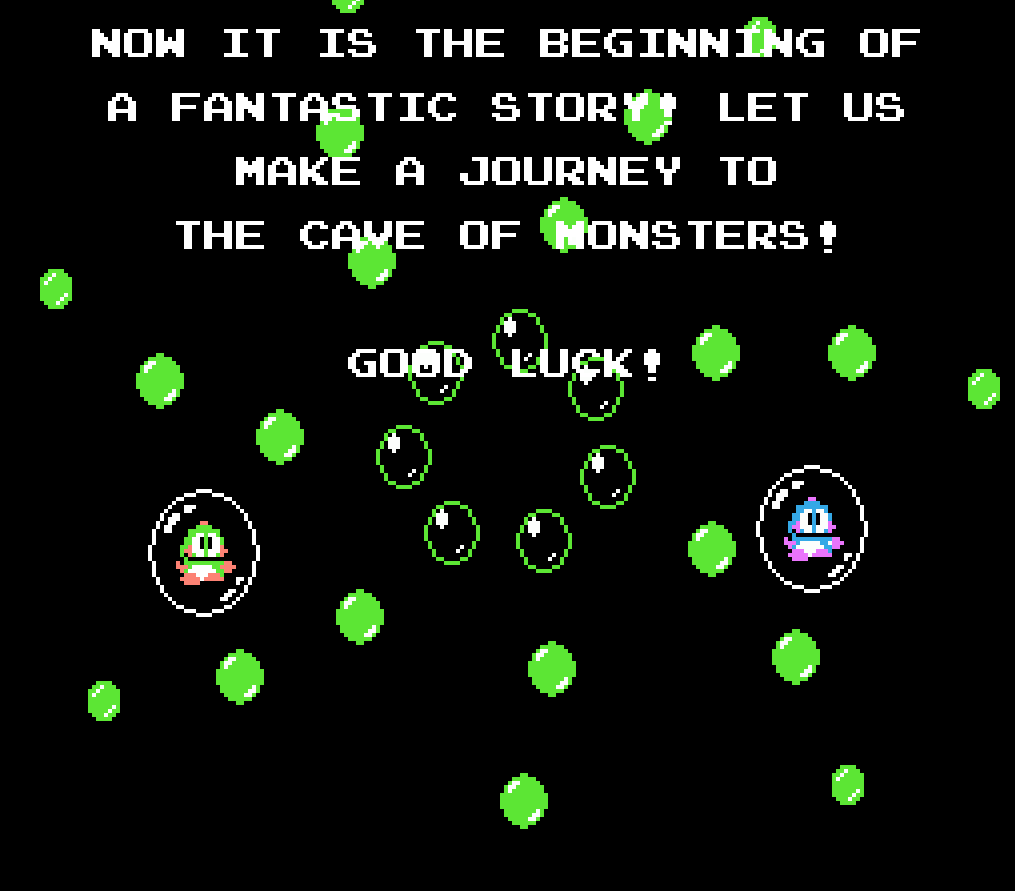 NOW IT IS THE BEGINNING OF
A FANTASTIC STORY! LET US
MAKE A JOURNEY TO
THE CAVE OF MONSTERS!
GOOD LUCK!